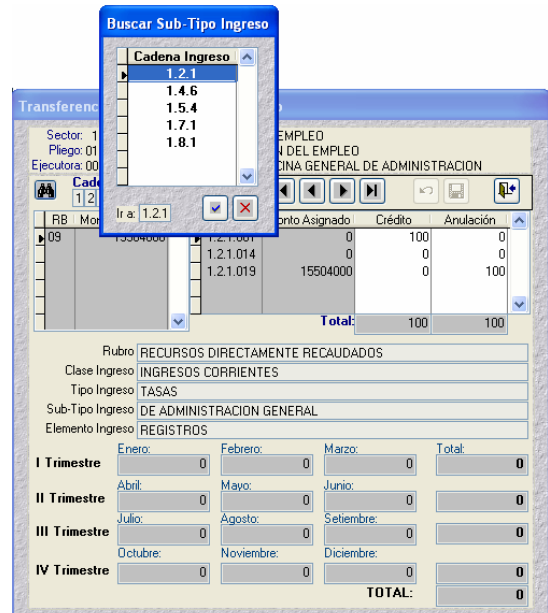 Buscar Sub-Tipo Ingreso
Cadena Ingreso
1.2.1
1.4.6
1.5.4
1.7.1
1.8.1
Ir a: 1.2.1
Transferenc
Sector: 1 EMPLEO
Pliego: 01 DEL EMPLEO
Ejecutora: 00 GENERAL DE ADMINISTRACION
Cade
1 2
RB Mor onto Asignado Crédito Anulación
09 15504000 1.2.1.001 0 100 0
1.2.1.014 0 0 0
1.2.1.019 15504000 0 100
Total: 100 100
Rubro RECURSOS DIRECTAMENTE RECAUDADOS
Clase Ingreso INGRESOS CORRIENTES
Tipo Ingreso TASAS
Sub-Tipo Ingreso DE ADMINISTRACION GENERAL
Elemento Ingreso REGISTROS
Enero: Febrero: Marzo: Total:
I Trimestre 0 0 0 0
Abril: Mayo: Junio:
II Trimestre 0 0 0 0
Julio: Agosto: Setiembre:
III Trimestre 0 0 0 0
Octubre: Noviembre: Diciembre:
IV Trimestre 0 0 0 0
TOTAL: 0